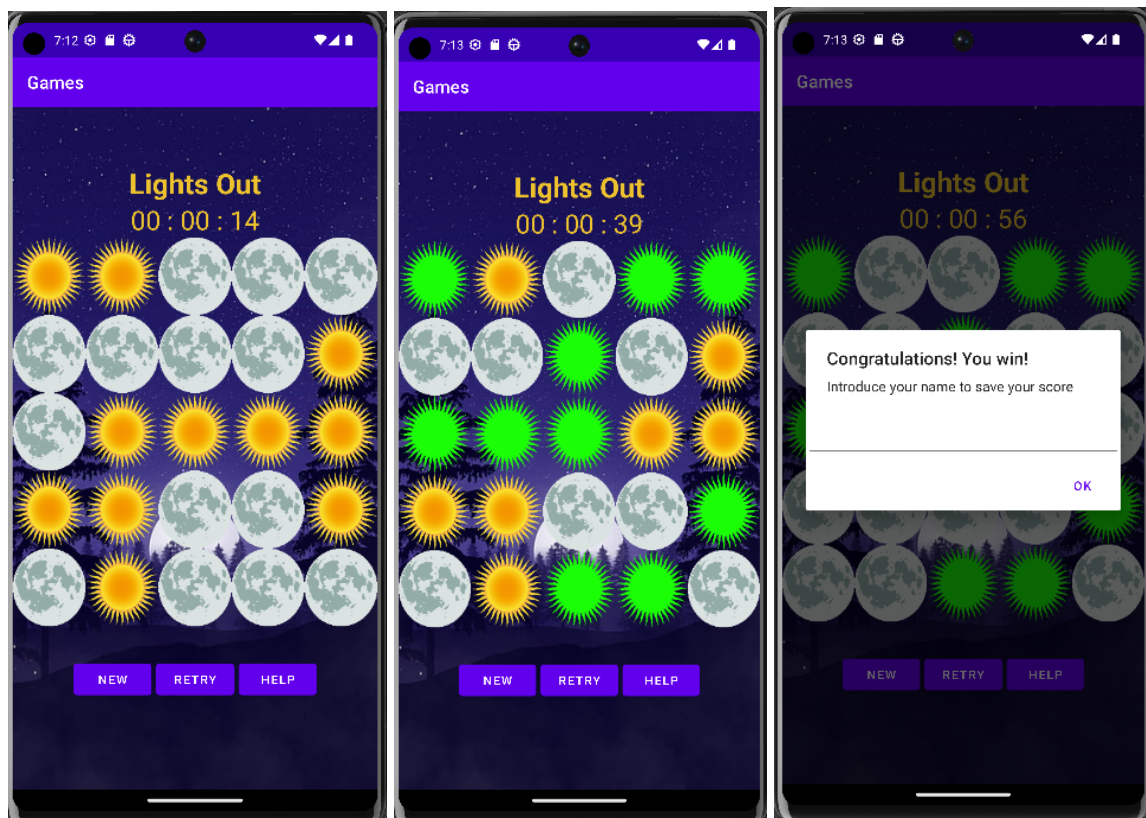 7:12
Games
Lights Out
00 : 00 : 14
NEW RETRY HELP
7:13
Games
Lights Out
00 : 00 : 39
NEW RETRY HELP
7:13
Games
Lights Out
00 : 00 : 56
Congratulations! You win!
Introduce your name to save your score
OK
NEW RETRY HELP